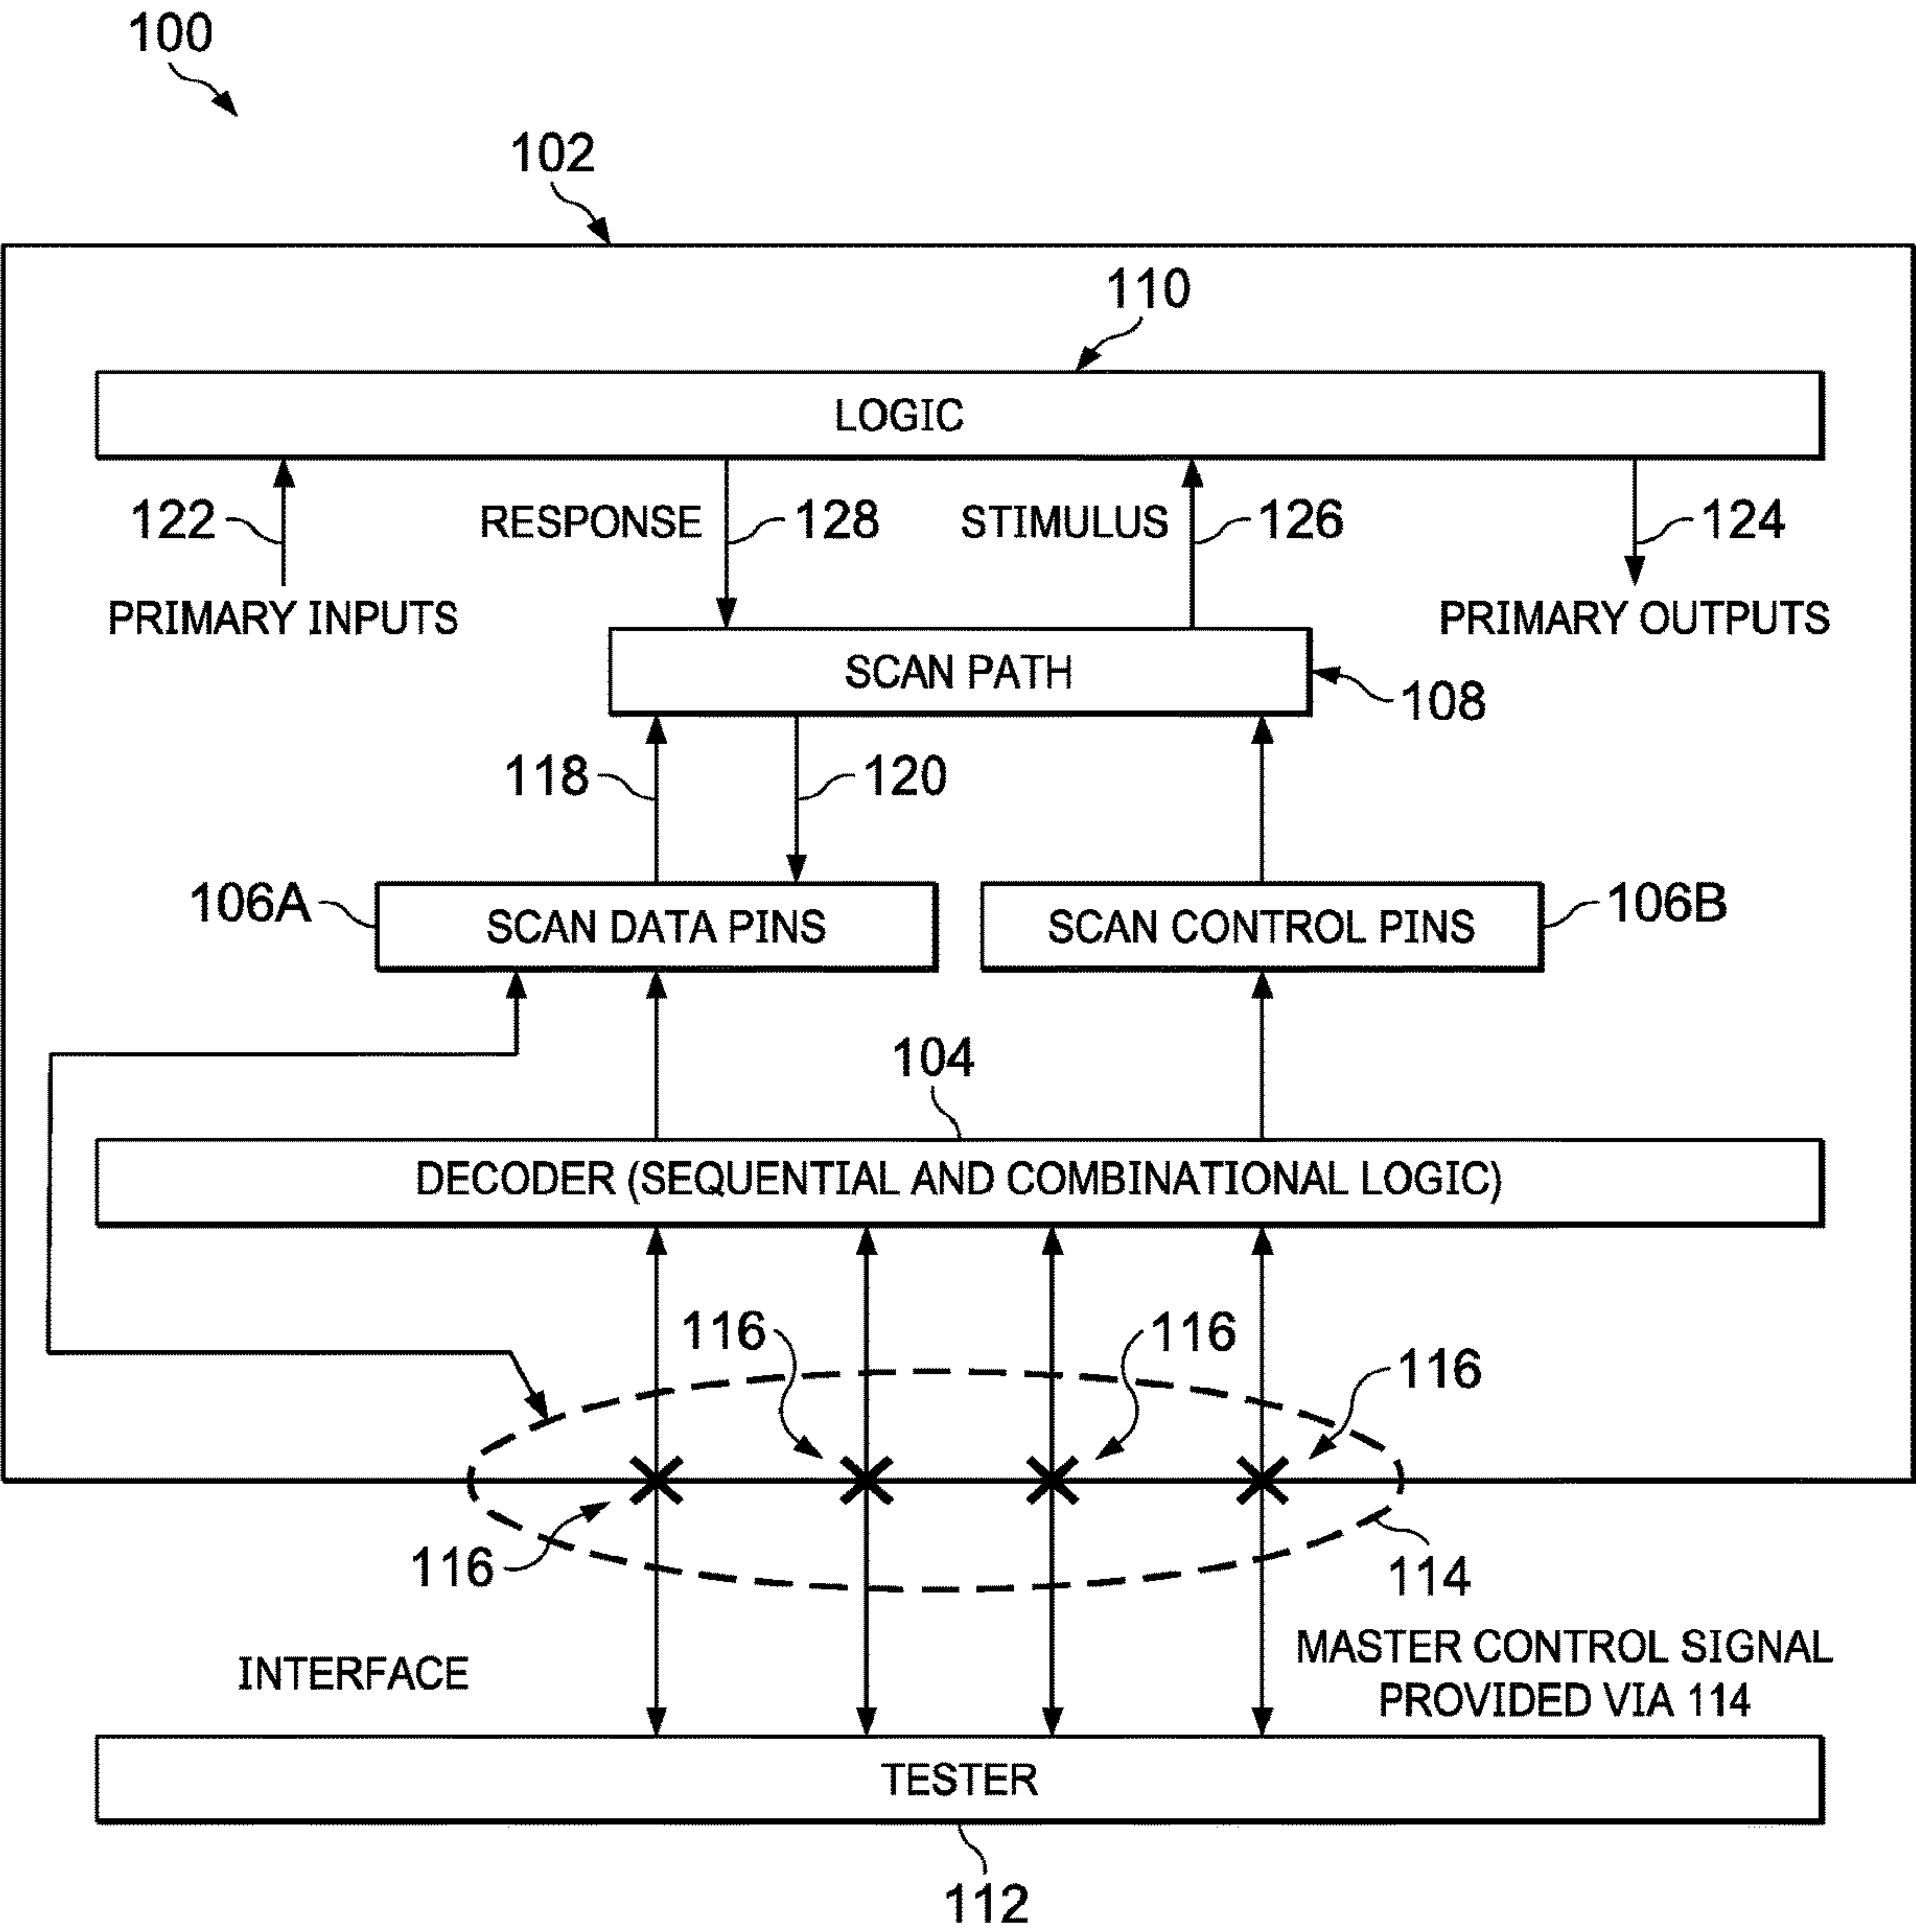 100
102
110
LOGIC
122
RESPONSE
128
STIMULUS
126
124
PRIMARY INPUTS
PRIMARY OUTPUTS
SCAN PATH
108
118
120
106A
SCAN DATA PINS
SCAN CONTROL PINS
106B
104
DECODER (SEQUENTIAL AND COMBINATIONAL LOGIC)
116
116
116
116
114
INTERFACE
MASTER CONTROL SIGNAL
PROVIDED VIA 114
TESTER
112